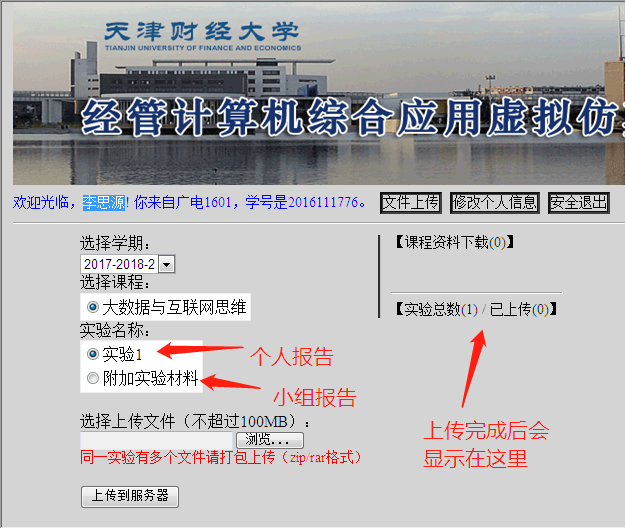 天津财经大学
TIANJIN UNIVERSITY OF FINANCE AND ECONOMICS
经管计算机综合应用虚拟仿
欢迎光临，李思源! 你来自广电1601，学号是2016111776。 文件上传 修改个人信息 安全退出
选择学期：
2017-2018-2
选择课程：
大数据与互联网思维
实验名称：
实验1
附加实验材料
选择上传文件（不超过100MB）：
浏览...
同一实验有多个文件请打包上传（zip/rar格式）
上传到服务器
【课程资料下载(0)】
【实验总数(1) / 已上传(0)】
个人报告
小组报告
上传完成后会
显示在这里